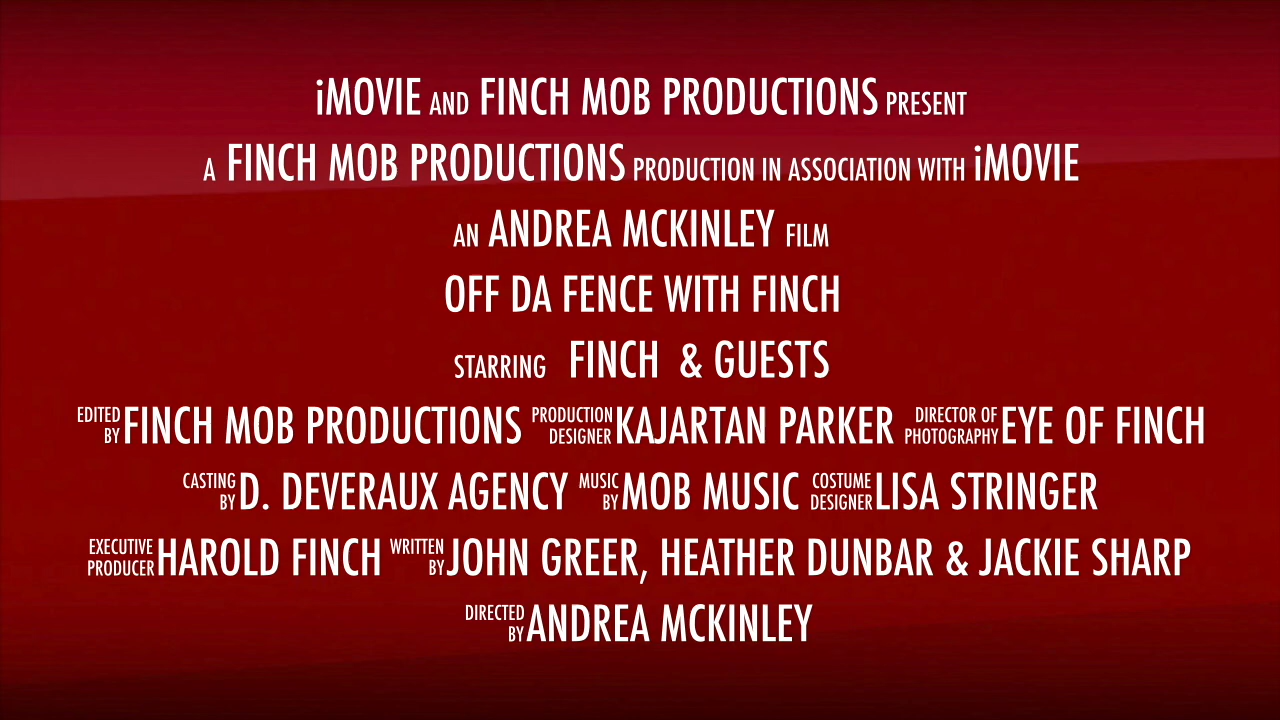 iMOVIE AND FINCH MOB PRODUCTIONS PRESENT
A FINCH MOB PRODUCTIONS PRODUCTION IN ASSOCIATION WITH iMOVIE
AN ANDREA MCKINLEY FILM
OFF DA FENCE WITH FINCH
STARRING FINCH & GUESTS
EDITED BY FINCH MOB PRODUCTIONS PRODUCTION DESIGNER KAJARTAN PARKER DIRECTOR OF PHOTOGRAPHY EYE OF FINCH
CASTING BY D. DEVERAUX AGENCY MUSIC BY MOB MUSIC COSTUME DESIGNER LISA STRINGER
EXECUTIVE PRODUCER HAROLD FINCH WRITTEN BY JOHN GREER, HEATHER DUNBAR & JACKIE SHARP
DIRECTED BY ANDREA MCKINLEY